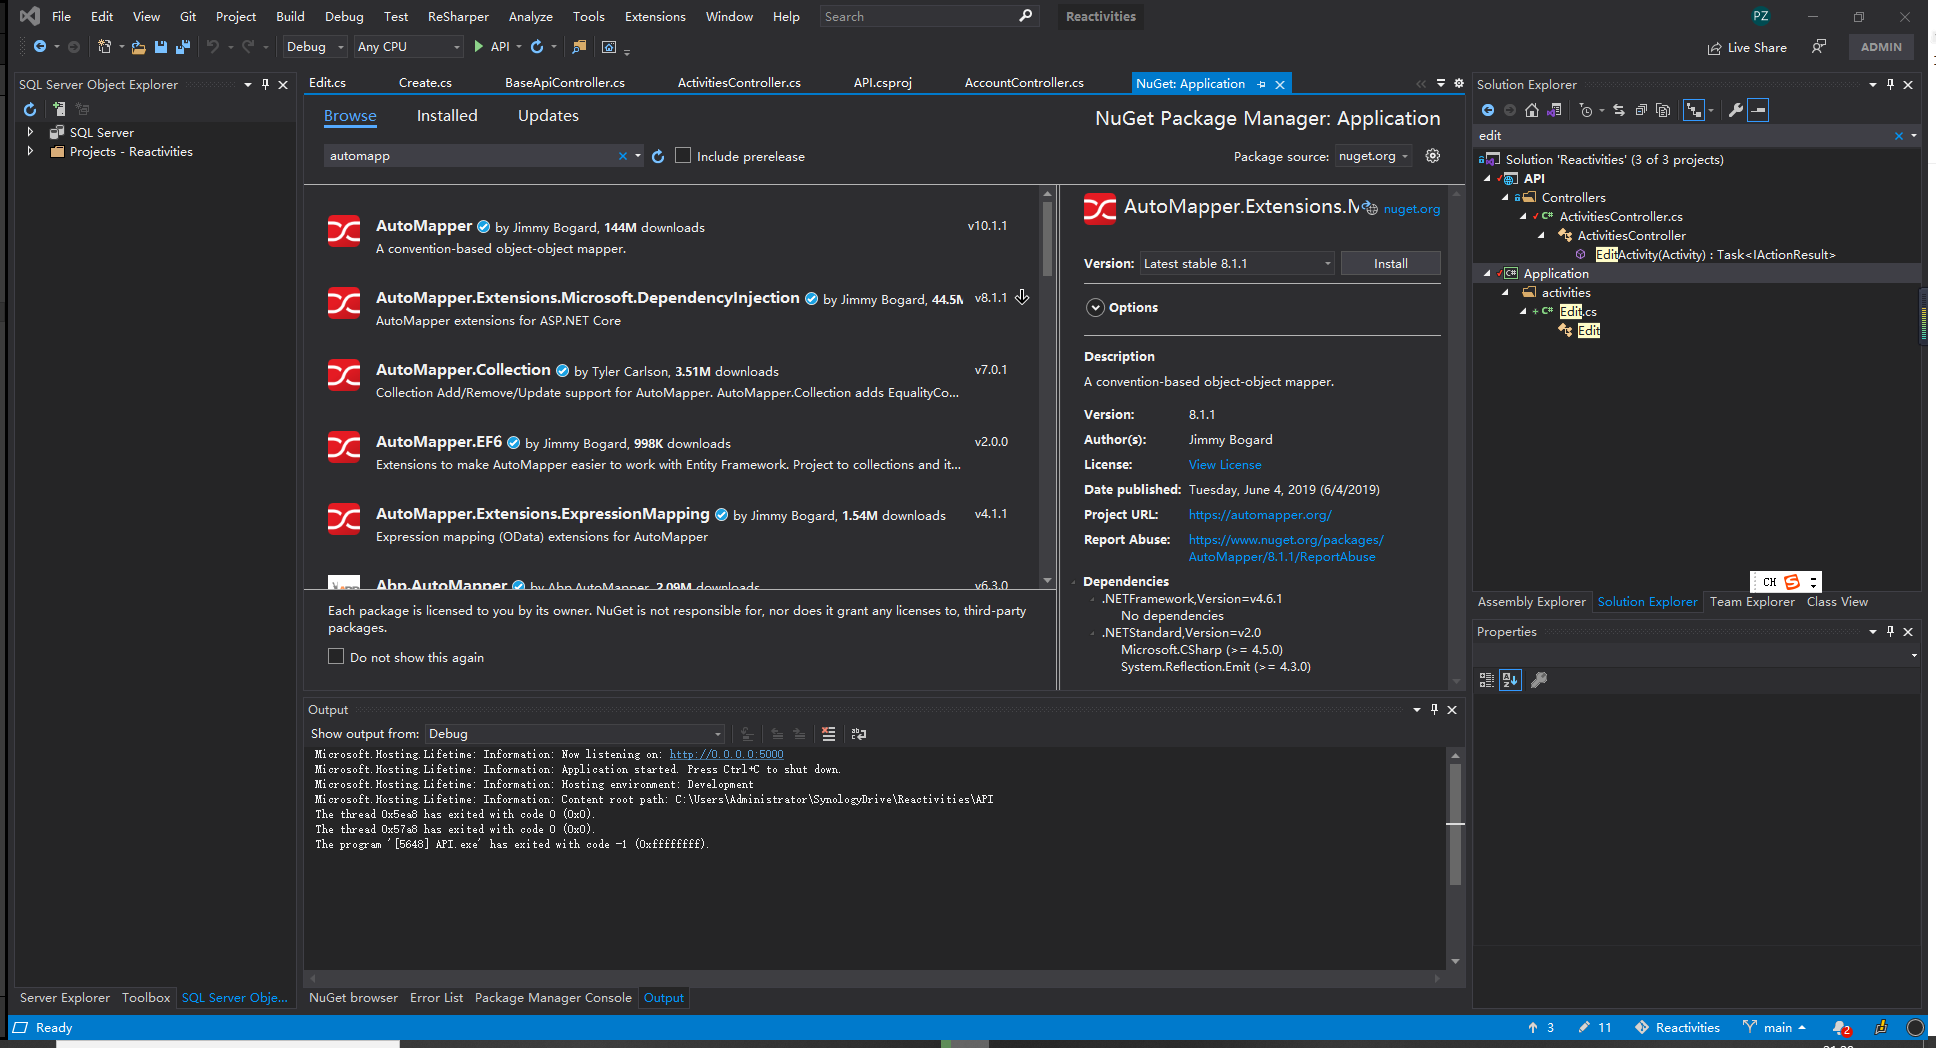 File Edit View Git Project Build Debug Test ReSharper Analyze Tools Extensions Window Help Search Reactivities PZ
Debug Any CPU API Live Share ADMIN
SQL Server Object Explorer
SQL Server
Projects - Reactivities
Edit.cs Create.cs BaseApiController.cs ActivitiesController.cs API.csproj AccountController.cs NuGet: Application
Browse Installed Updates
NuGet Package Manager: Application
automapp Include prerelease
Package source: nuget.org
AutoMapper by Jimmy Bogard, 144M downloads v10.1.1
A convention-based object-object mapper.
AutoMapper.Extensions.Microsoft.DependencyInjection by Jimmy Bogard, 44.5M v8.1.1
AutoMapper extensions for ASP.NET Core
AutoMapper.Collection by Tyler Carlson, 3.51M downloads v7.0.1
Collection Add/Remove/Update support for AutoMapper. AutoMapper.Collection adds EqualityCo...
AutoMapper.EF6 by Jimmy Bogard, 998K downloads v2.0.0
Extensions to make AutoMapper easier to work with Entity Framework. Project to collections and it...
AutoMapper.Extensions.ExpressionMapping by Jimmy Bogard, 1.54M downloads v4.1.1
Expression mapping (OData) extensions for AutoMapper
Abp.AutoMapper by Abp.AutoMapper, 2.09M downloads v6.3.0
Each package is licensed to you by its owner. NuGet is not responsible for, nor does it grant any licenses to, third-party
packages.
Do not show this again
AutoMapper.Extensions.M nuget.org
Version: Latest stable 8.1.1 Install
Options
Description
A convention-based object-object mapper.
Version: 8.1.1
Author(s): Jimmy Bogard
License: View License
Date published: Tuesday, June 4, 2019 (6/4/2019)
Project URL: https://automapper.org/
Report Abuse: https://www.nuget.org/packages/
AutoMapper/8.1.1/ReportAbuse
Dependencies
.NETFramework,Version=v4.6.1
No dependencies
.NETStandard,Version=v2.0
Microsoft.CSharp (>= 4.5.0)
System.Reflection.Emit (>= 4.3.0)
Output
Show output from: Debug
Microsoft.Hosting.Lifetime: Information: Now listening on: http://0.0.0.0:5000
Microsoft.Hosting.Lifetime: Information: Application started. Press Ctrl+C to shut down.
Microsoft.Hosting.Lifetime: Information: Hosting environment: Development
Microsoft.Hosting.Lifetime: Information: Content root path: C:\Users\Administrator\SynologyDrive\Reactivities\API
The thread 0x5ea8 has exited with code 0 (0x0).
The thread 0x57a8 has exited with code 0 (0x0).
The program '[5648] API.exe' has exited with code -1 (0xffffffff).
Solution Explorer
edit
Solution 'Reactivities' (3 of 3 projects)
API
Controllers
C# ActivitiesController.cs
ActivitiesController
EditActivity(Activity) : Task<IActionResult>
C# Application
activities
C# Edit.cs
Edit
CH S
Assembly Explorer Solution Explorer Team Explorer Class View
Properties
Server Explorer Toolbox SQL Server Obje...
NuGet browser Error List Package Manager Console Output
Ready 3 11 Reactivities main 2